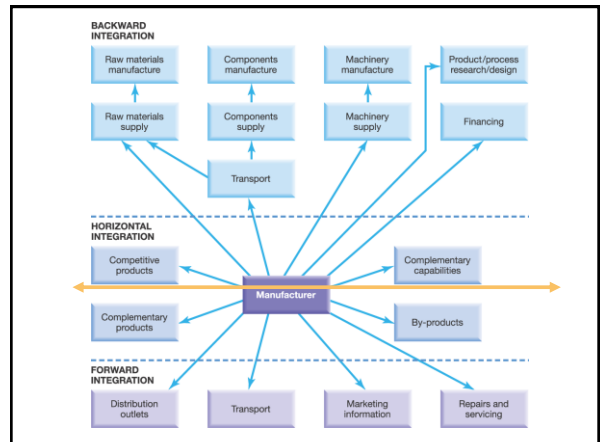 BACKWARD
INTEGRATION
Raw materials
manufacture
Components
manufacture
Machinery
manufacture
Product/process
research/design
Raw materials
supply
Components
supply
Machinery
supply
Financing
Transport
HORIZONTAL
INTEGRATION
Competitive
products
Complementary
capabilities
Manufacturer
Complementary
products
By-products
FORWARD
INTEGRATION
Distribution
outlets
Transport
Marketing
information
Repairs and
servicing